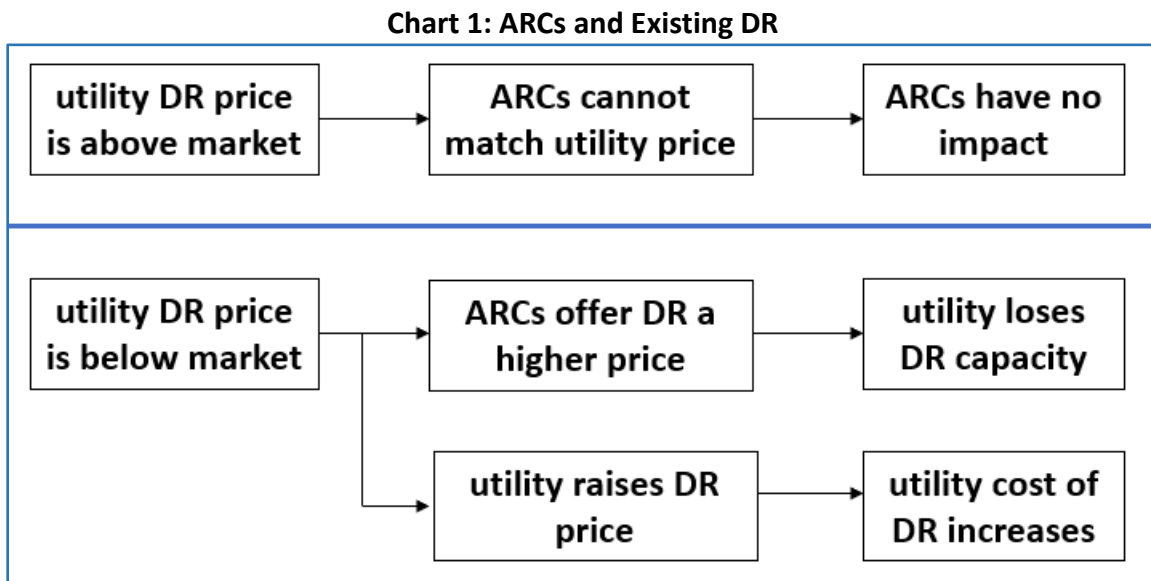 Chart 1: ARCs and Existing DR
utility DR price
is above market
ARCs cannot
match utility price
ARCs have no
impact
utility DR price
is below market
ARCs offer DR a
higher price
utility loses
DR capacity
utility raises DR
price
utility cost of
DR increases